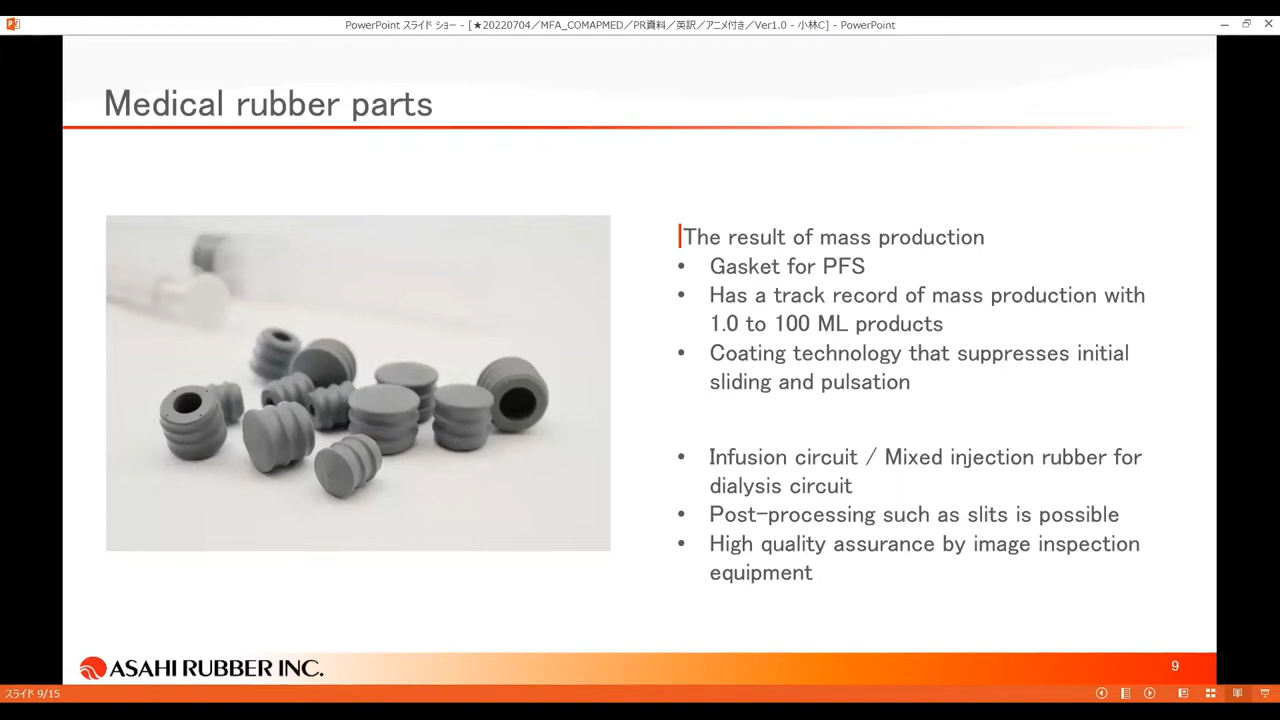 PowerPoint スライド ショー - [★20220704／MFA_COMAPMED／PR資料／英訳／アニメ付き／Ver1.0 - 小林C] - PowerPoint
Medical rubber parts
The result of mass production
• Gasket for PFS
• Has a track record of mass production with
1.0 to 100 ML products
• Coating technology that suppresses initial
sliding and pulsation
• Infusion circuit / Mixed injection rubber for
dialysis circuit
• Post-processing such as slits is possible
• High quality assurance by image inspection
equipment
ASAHI RUBBER INC.
9
スライド 9/15